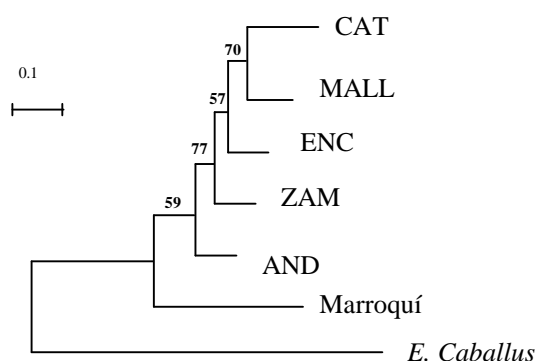 CAT
70
0.1
MALL
57
ENC
77
ZAM
59
AND
Marroquí
E. Caballus